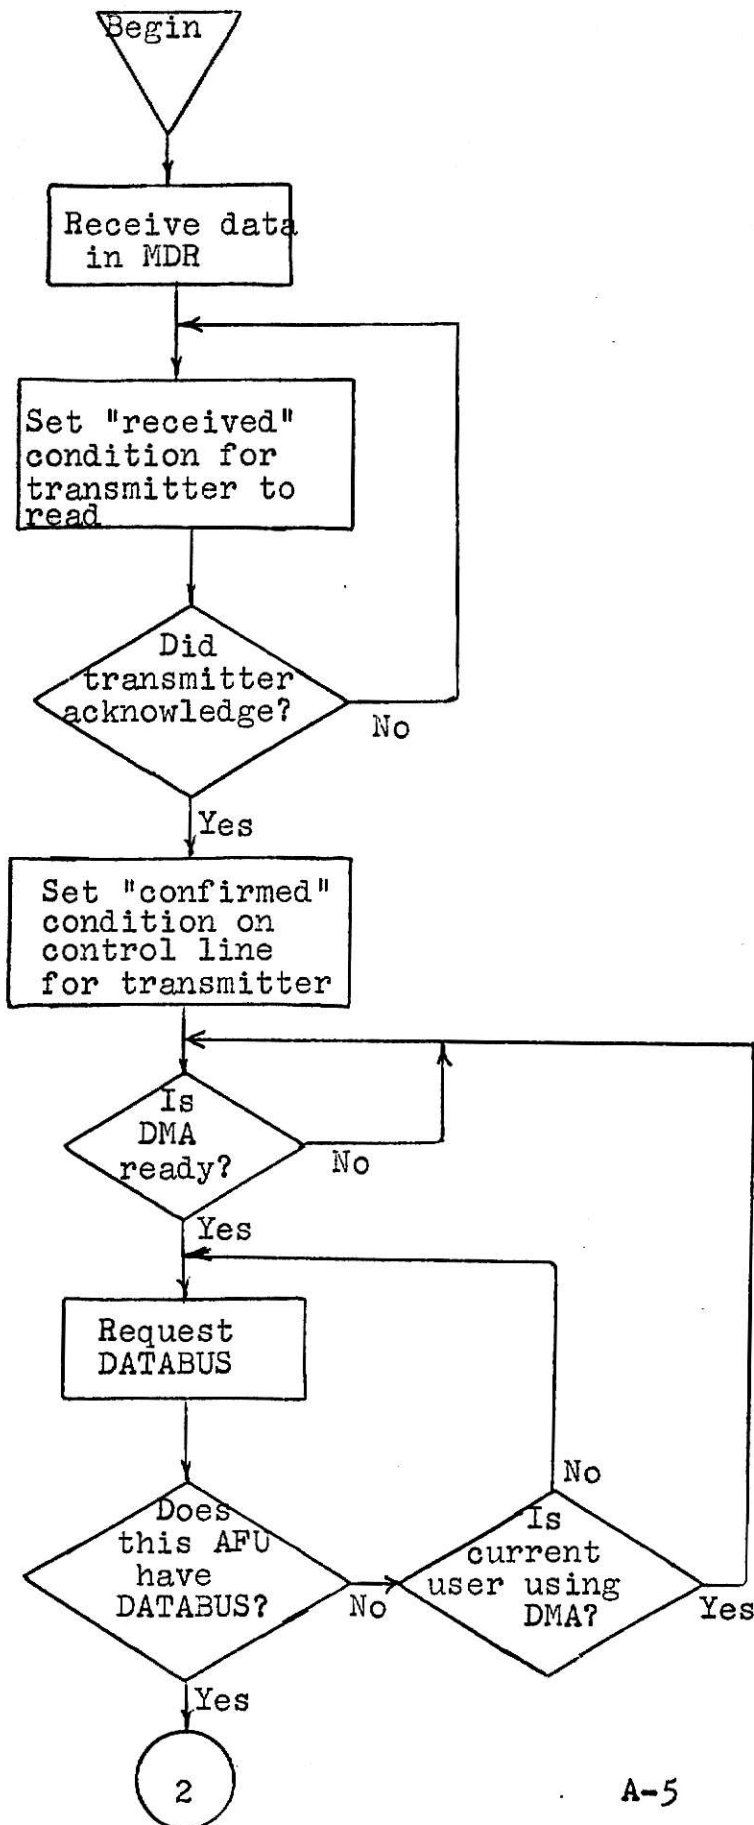 Begin
Receive data
in MDR
Set "received"
condition for
transmitter to
read
Did
transmitter
acknowledge?
No
Yes
Set "confirmed"
condition on
control line
for transmitter
Is
DMA
ready?
No
Yes
Request
DATABUS
No
Does
this AFU
have
DATABUS?
No
Is
current
user using
DMA?
Yes
Yes
2
A-5